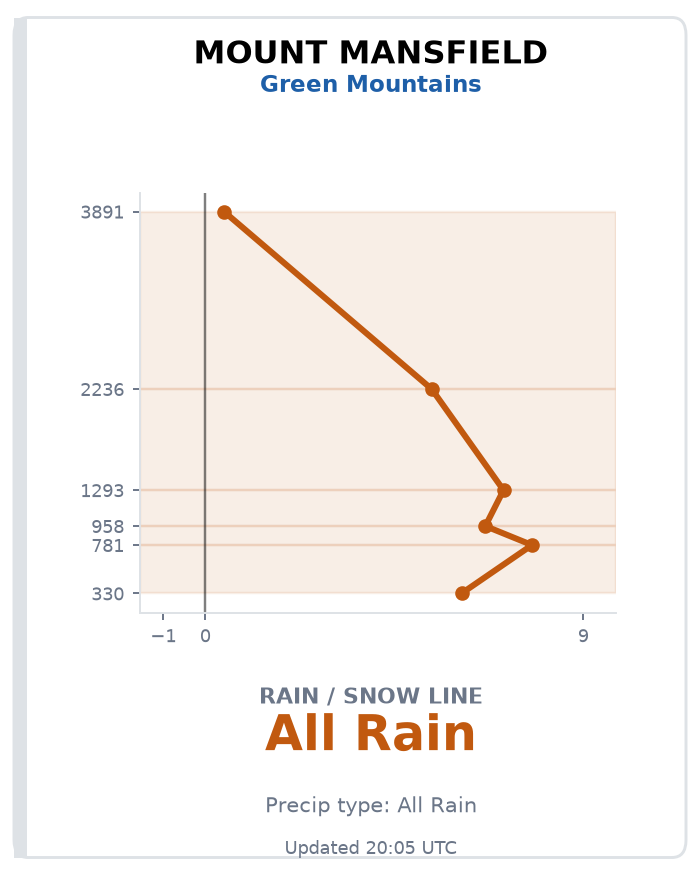 MOUNT MANSFIELD
Green Mountains
3891
2236
1293
958
781
330
−1 0 9
RAIN / SNOW LINE
All Rain
Precip type: All Rain
Updated 20:05 UTC